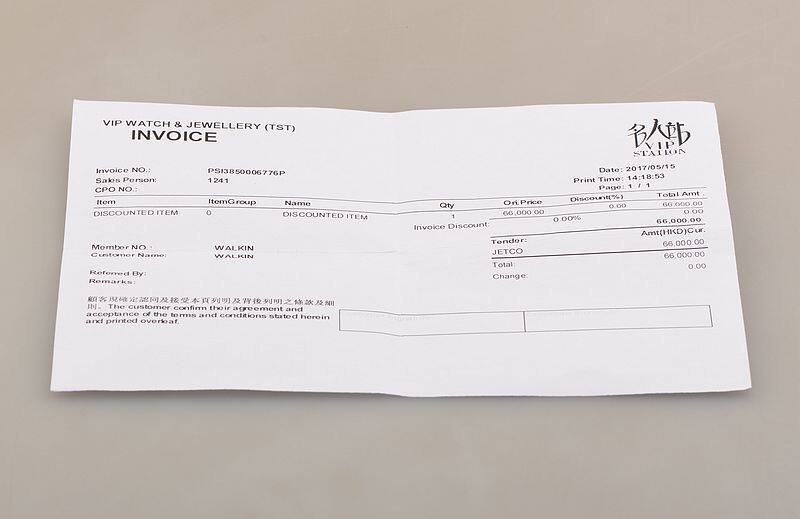 VIP WATCH & JEWELLERY (TST)
INVOICE
名人站
VIP
STATION
Invoice NO.: PSI3850006776P
Sales Person: 1241
CPO NO.:
Date: 2017/05/15
Print Time: 14:18:53
Page: 1 / 1
Item ItemGroup Name Qty Ori.Price Discount(%) Total Amt.
DISCOUNTED ITEM 0 DISCOUNTED ITEM 1 66,000.00 0.00 66,000.00
Invoice Discount: 0.00% 0.00
66,000.00
Tender: Amt(HKD)Cur.
JETCO 66,000.00
Total: 66,000.00
Change: 0.00
Member NO.: WALKIN
Customer Name: WALKIN
Referred By:
Remarks:
顧客現確定認同及接受本頁列明及背後列明之條款及細
則。The customer confirm their agreement and
acceptance of the terms and conditions stated herein
and printed overleaf.